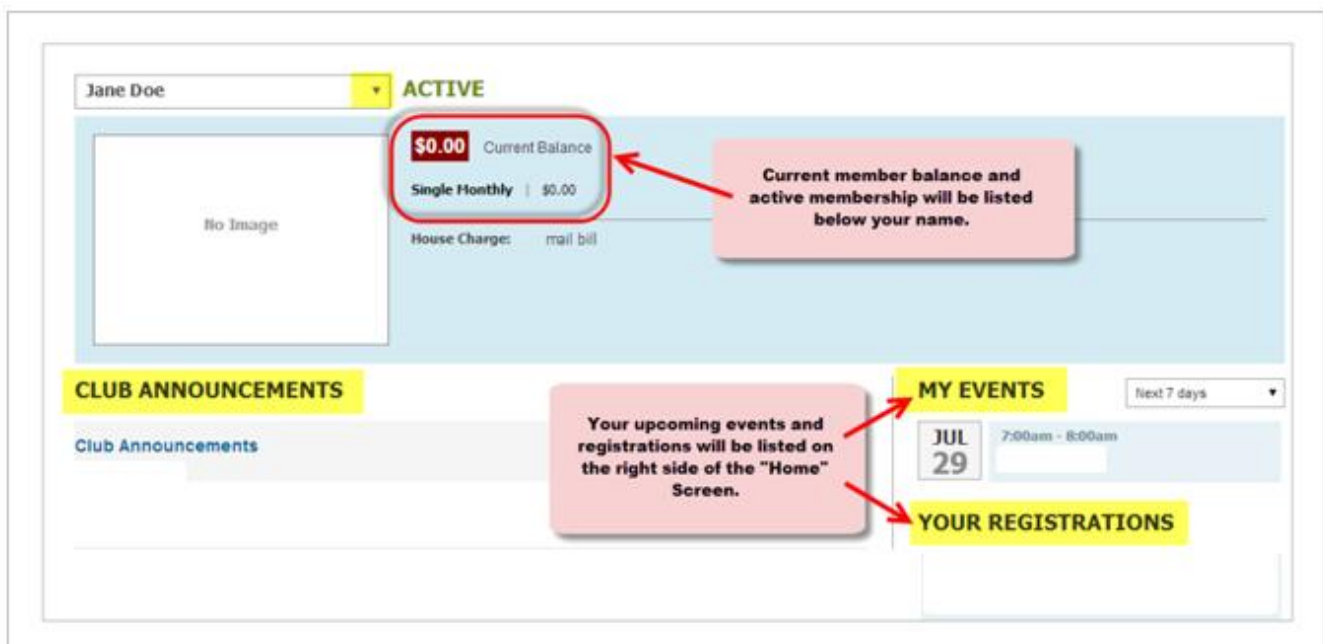 Jane Doe ACTIVE
$0.00 Current Balance
Single Monthly | $0.00
No Image
House Charge: mail bill
Current member balance and
active membership will be listed
below your name.
CLUB ANNOUNCEMENTS
Club Announcements
Your upcoming events and
registrations will be listed on
the right side of the "Home"
Screen.
MY EVENTS Next 7 days
JUL
29
7:00am - 8:00am
YOUR REGISTRATIONS